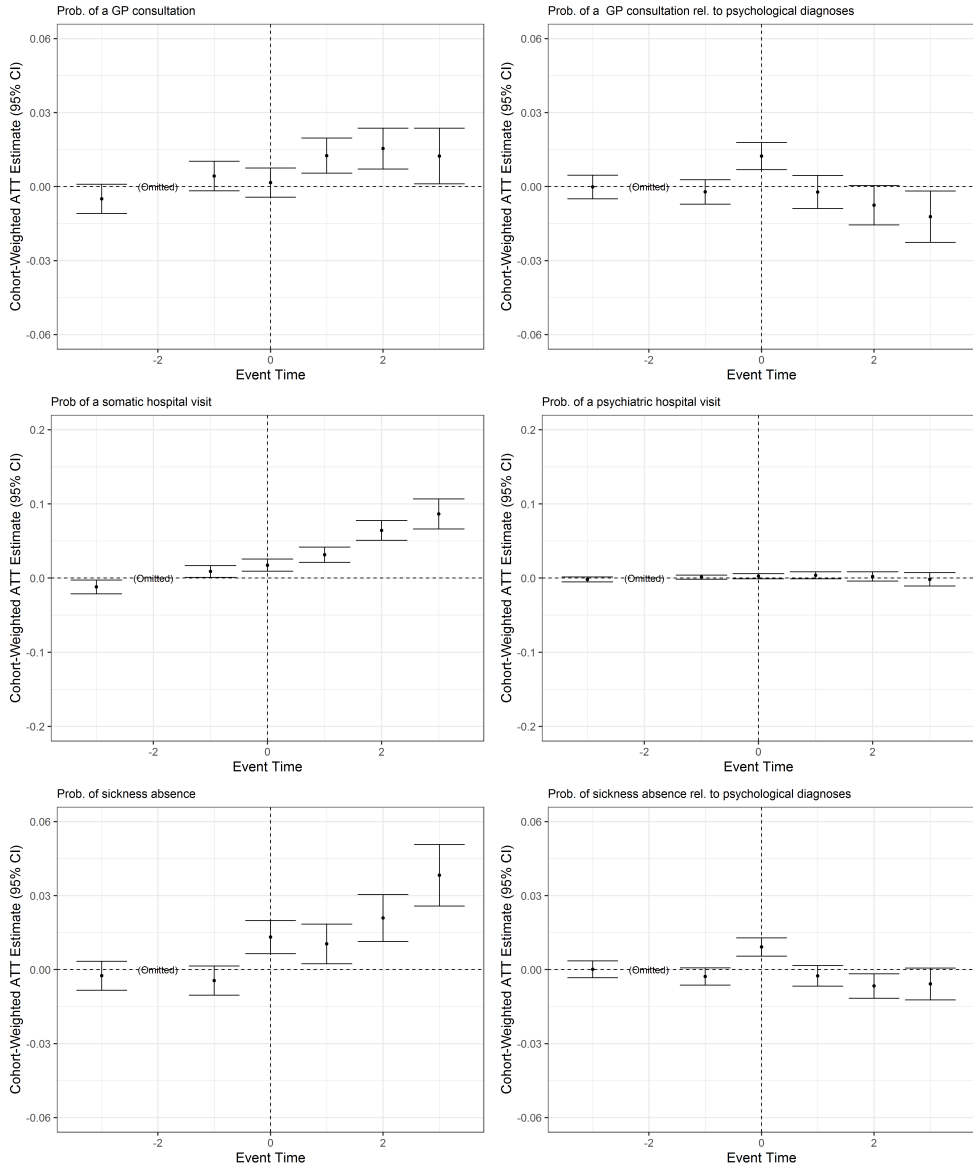 Prob. of a GP consultation
Cohort-Weighted ATT Estimate (95% CI)
0.06
0.03
0.00
-0.03
-0.06
(Omitted)
-2
0
2
Event Time
Prob. of a  GP consultation rel. to psychological diagnoses
Cohort-Weighted ATT Estimate (95% CI)
0.06
0.03
0.00
-0.03
-0.06
(Omitted)
-2
0
2
Event Time
Prob of a somatic hospital visit
Cohort-Weighted ATT Estimate (95% CI)
0.2
0.1
0.0
-0.1
-0.2
(Omitted)
-2
0
2
Event Time
Prob. of a psychiatric hospital visit
Cohort-Weighted ATT Estimate (95% CI)
0.2
0.1
0.0
-0.1
-0.2
(Omitted)
-2
0
2
Event Time
Prob. of sickness absence
Cohort-Weighted ATT Estimate (95% CI)
0.06
0.03
0.00
-0.03
-0.06
(Omitted)
-2
0
2
Event Time
Prob. of sickness absence rel. to psychological diagnoses
Cohort-Weighted ATT Estimate (95% CI)
0.06
0.03
0.00
-0.03
-0.06
(Omitted)
-2
0
2
Event Time